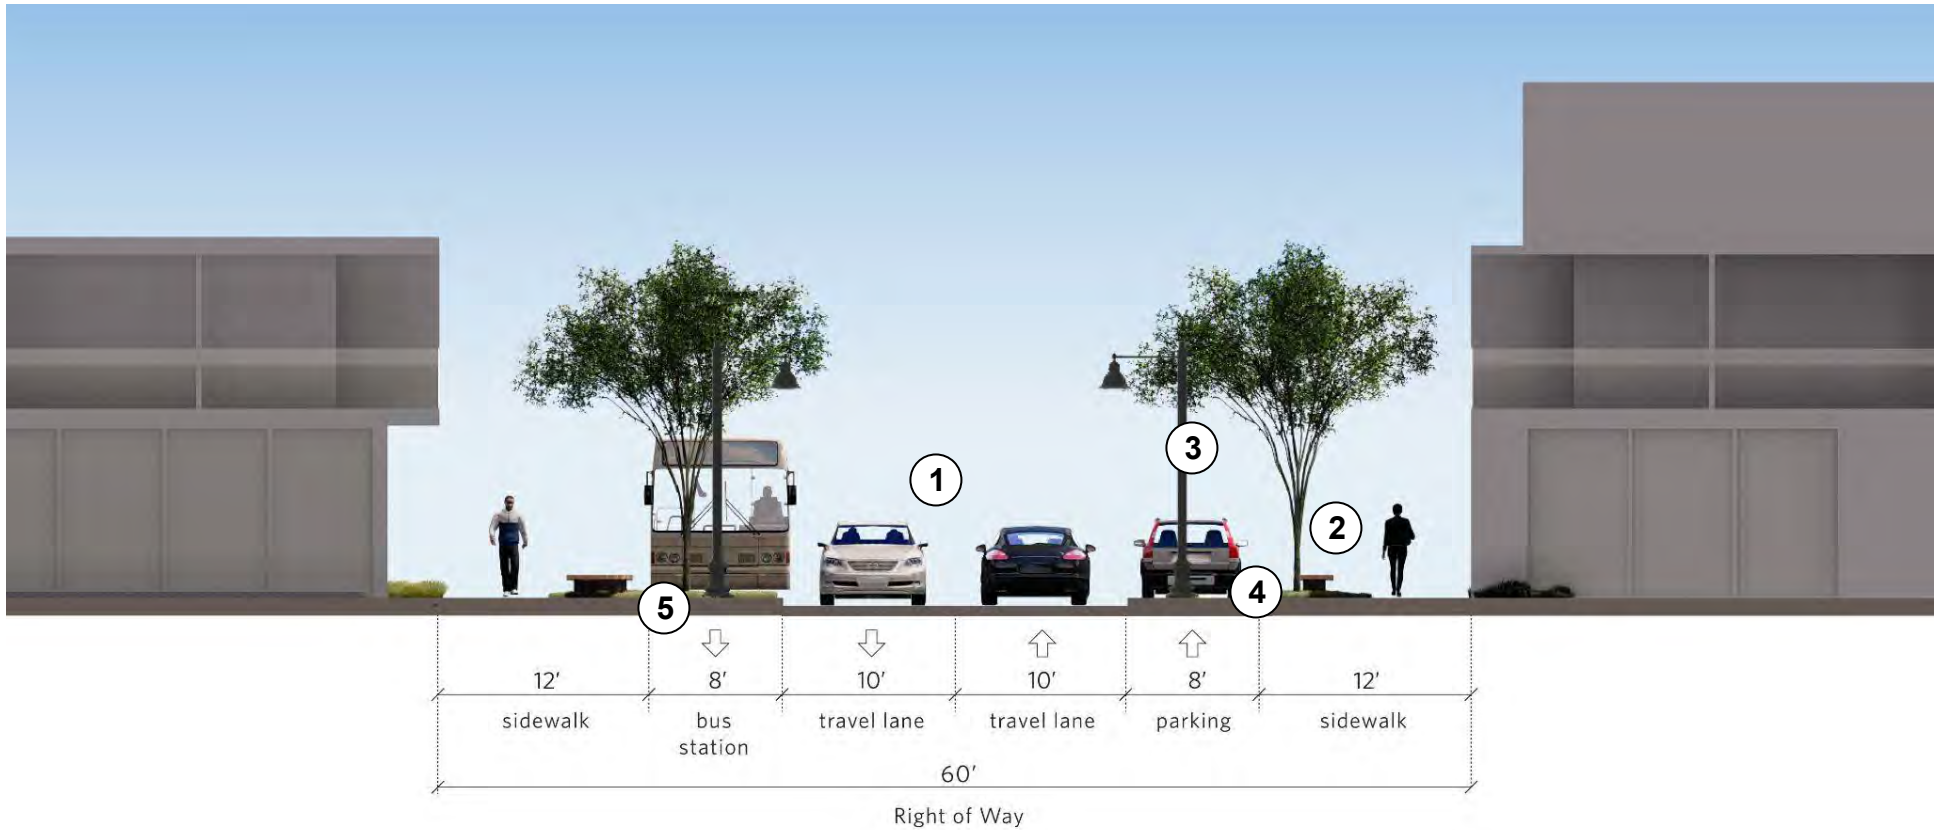 1
3
2
4
5
12' 8' 10' 10' 8' 12'
sidewalk bus travel lane travel lane parking sidewalk
station
60'
Right of Way